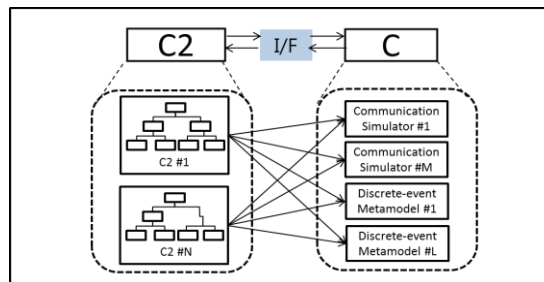 C2
I/F
C
C2 #1
C2 #N
Communication
Simulator #1
Communication
Simulator #M
Discrete-event
Metamodel #1
Discrete-event
Metamodel #L